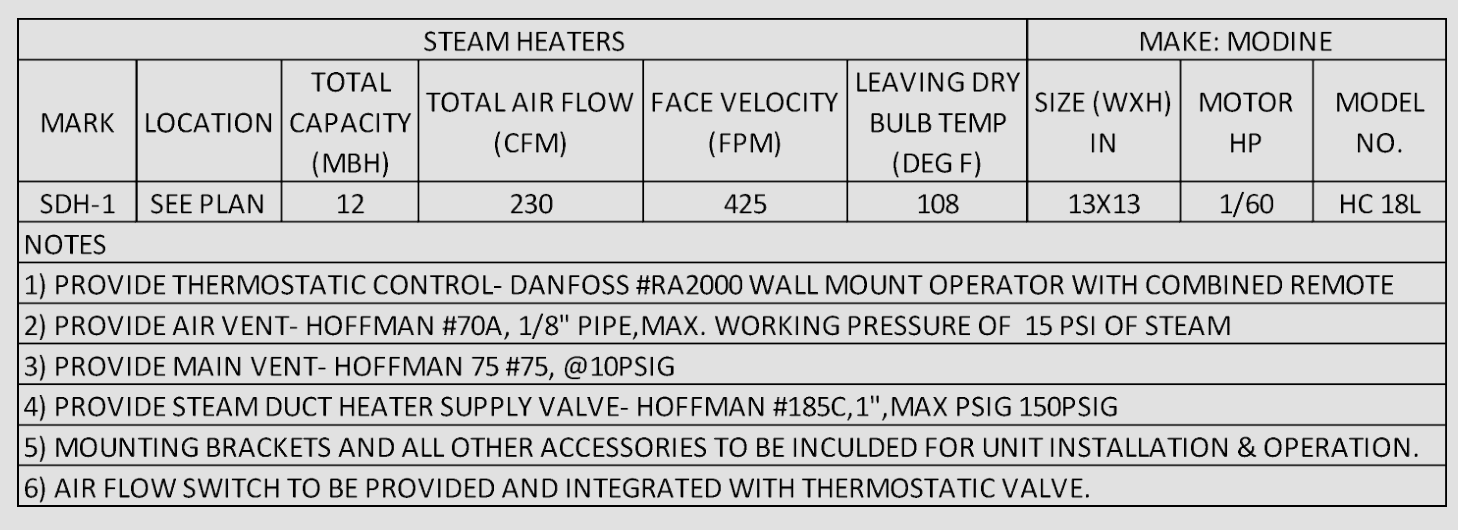 STEAM HEATERS MAKE: MODINE
MARK LOCATION TOTAL CAPACITY (MBH) TOTAL AIR FLOW (CFM) FACE VELOCITY (FPM) LEAVING DRY BULB TEMP (DEG F) SIZE (WXH) IN MOTOR HP MODEL NO.
SDH-1 SEE PLAN 12 230 425 108 13X13 1/60 HC 18L
NOTES
1) PROVIDE THERMOSTATIC CONTROL- DANFOSS #RA2000 WALL MOUNT OPERATOR WITH COMBINED REMOTE
2) PROVIDE AIR VENT- HOFFMAN #70A, 1/8" PIPE,MAX. WORKING PRESSURE OF  15 PSI OF STEAM
3) PROVIDE MAIN VENT- HOFFMAN 75 #75, @10PSIG
4) PROVIDE STEAM DUCT HEATER SUPPLY VALVE- HOFFMAN #185C,1",MAX PSIG 150PSIG
5) MOUNTING BRACKETS AND ALL OTHER ACCESSORIES TO BE INCULDED FOR UNIT INSTALLATION & OPERATION.
6) AIR FLOW SWITCH TO BE PROVIDED AND INTEGRATED WITH THERMOSTATIC VALVE.